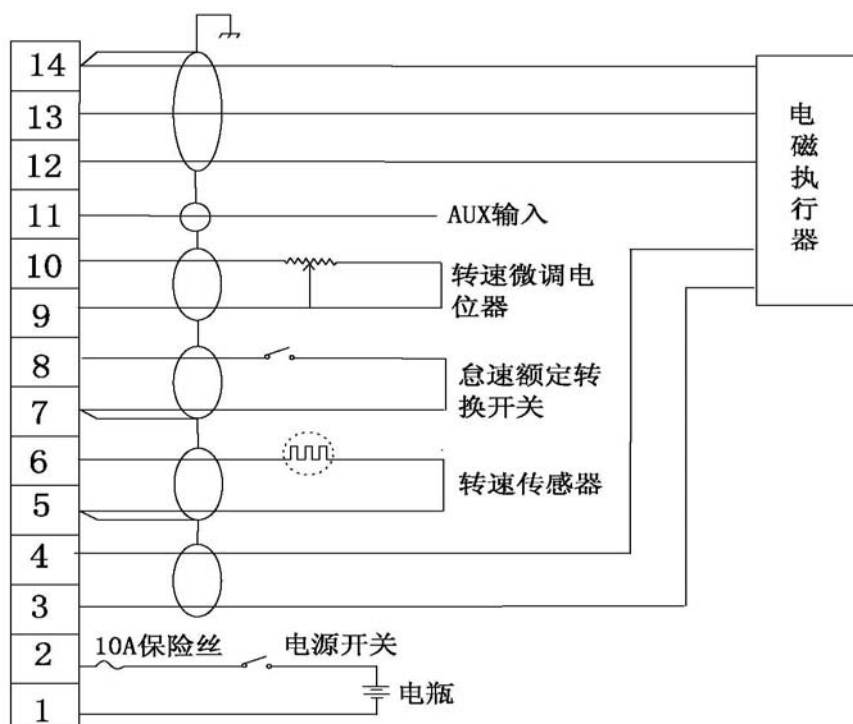 14
13
12
11
10
9
8
7
6
5
4
3
2
1
电
磁
执
行
器
AUX输入
转速微调电
位器
怠速额定转
换开关
转速传感器
10A保险丝
电源开关
电瓶